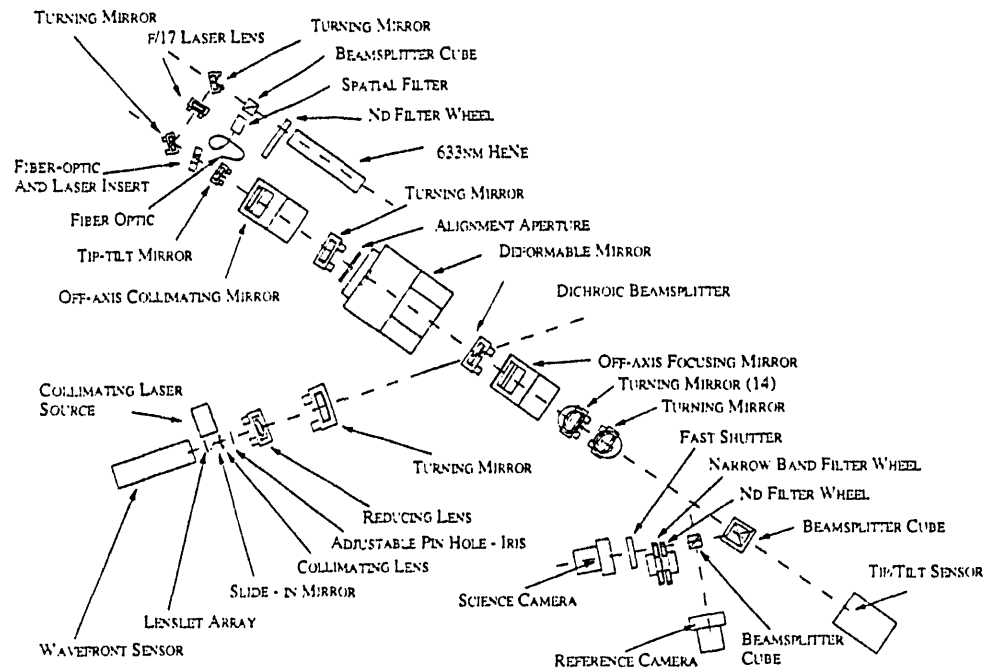 TURNING MIRROR
F/17 LASER LENS
TURNING MIRROR
BEAMSPLITTER CUBE
SPATIAL FILTER
ND FILTER WHEEL
633NM HENE
FIBER-OPTIC
AND LASER INSERT
FIBER OPTIC
TURNING MIRROR
ALIGNMENT APERTURE
TIP-TILT MIRROR
DEFORMABLE MIRROR
OFF-AXIS COLLIMATING MIRROR
DICHROIC BEAMSPLITTER
OFF-AXIS FOCUSING MIRROR
TURNING MIRROR (14)
TURNING MIRROR
COLLIMATING LASER
SOURCE
FAST SHUTTER
NARROW BAND FILTER WHEEL
TURNING MIRROR
ND FILTER WHEEL
REDUCING LENS
BEAMSPLITTER CUBE
ADJUSTABLE PIN HOLE - IRIS
COLLIMATING LENS
TIP/TILT SENSOR
SLIDE - IN MIRROR
SCIENCE CAMERA
LENSLET ARRAY
WAVEFRONT SENSOR
REFERENCE CAMERA
BEAMSPLITTER
CUBE